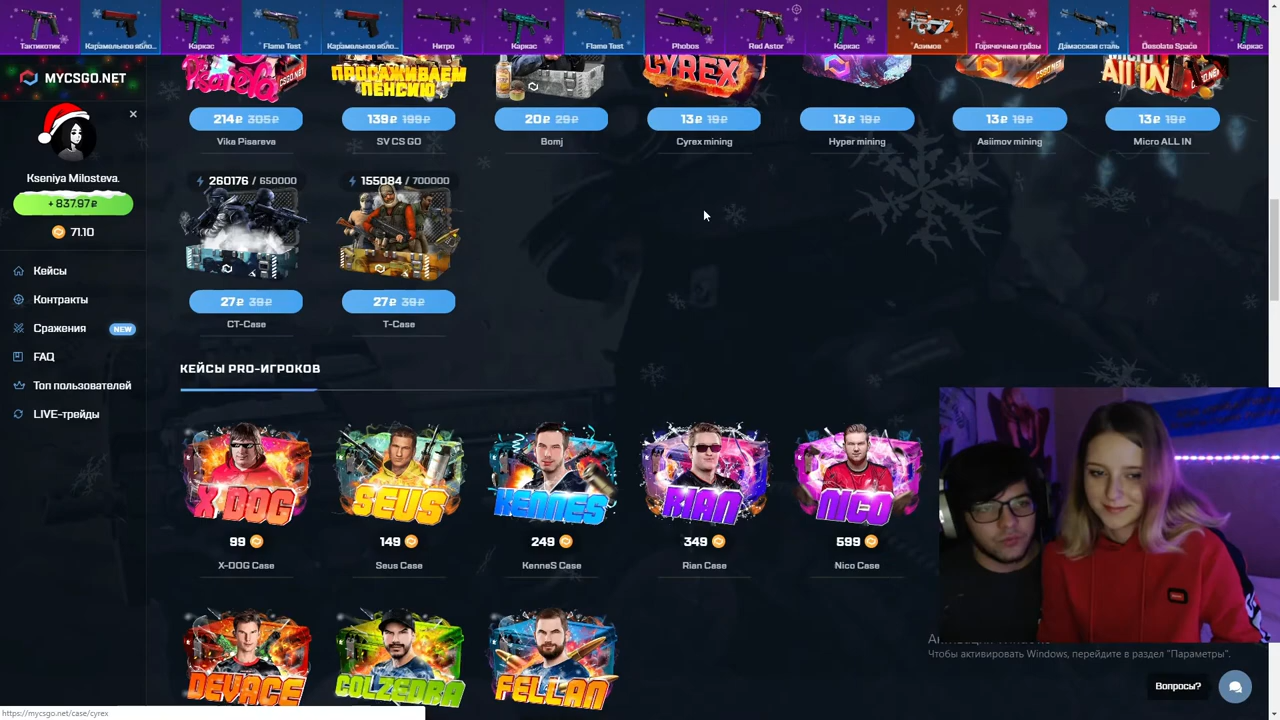 Тактикотик
Карамельное ябло...
Каркас
Flame Test
Карамельное ябло...
Нитро
Каркас
Flame Test
Phobos
Red Astor
Каркас
Азимов
Горячечные грёзы
Дамасская сталь
Desolate Space
Каркас
MYCSGO.NET
Pisareva
ПРОДАЖИВАЕМ
ПЕНСИЮ
CYREX
ALL IN
214₽ 305₽
139₽ 199₽
20₽ 29₽
13₽ 19₽
13₽ 19₽
13₽ 19₽
13₽ 19₽
Vika Pisareva
SV CS GO
Bomj
Cyrex mining
Hyper mining
Asiimov mining
Micro ALL IN
Kseniya Milosteva.
+ 837.97₽
71.10
260176 / 650000
155084 / 700000
27₽ 39₽
27₽ 39₽
CT-Case
T-Case
Кейсы
Контракты
Сражения NEW
FAQ
Топ пользователей
LIVE-трейды
КЕЙСЫ PRO-ИГРОКОВ
X-DOG
SEUS
KENNES
RIAN
NICO
99
149
249
349
599
X-DOG Case
Seus Case
KenneS Case
Rian Case
Nico Case
DEVACE
COLZEDRA
FELLAN
Чтобы активировать Windows, перейдите в раздел "Параметры".
Вопросы?
https://mycsgo.net/case/cyrex